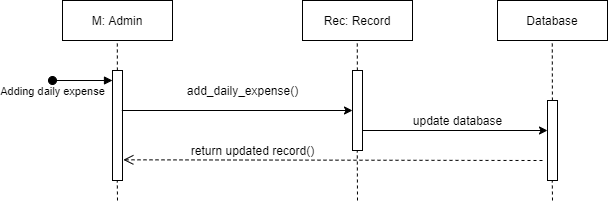 M: Admin
Rec: Record
Database
Adding daily expense
add_daily_expense()
update database
return updated record()